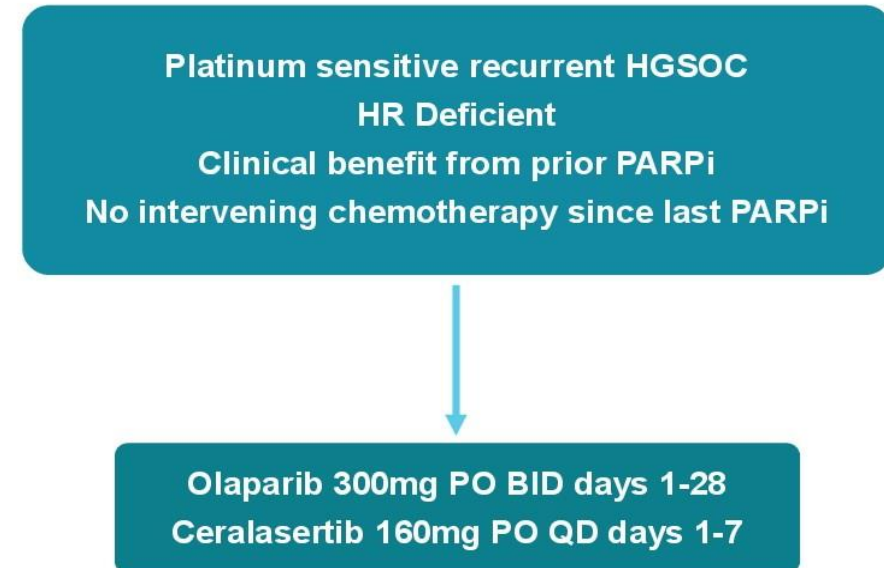 Platinum sensitive recurrent HGSOC
HR Deficient
Clinical benefit from prior PARPi
No intervening chemotherapy since last PARPi
Olaparib 300mg PO BID days 1-28
Ceralasertib 160mg PO QD days 1-7